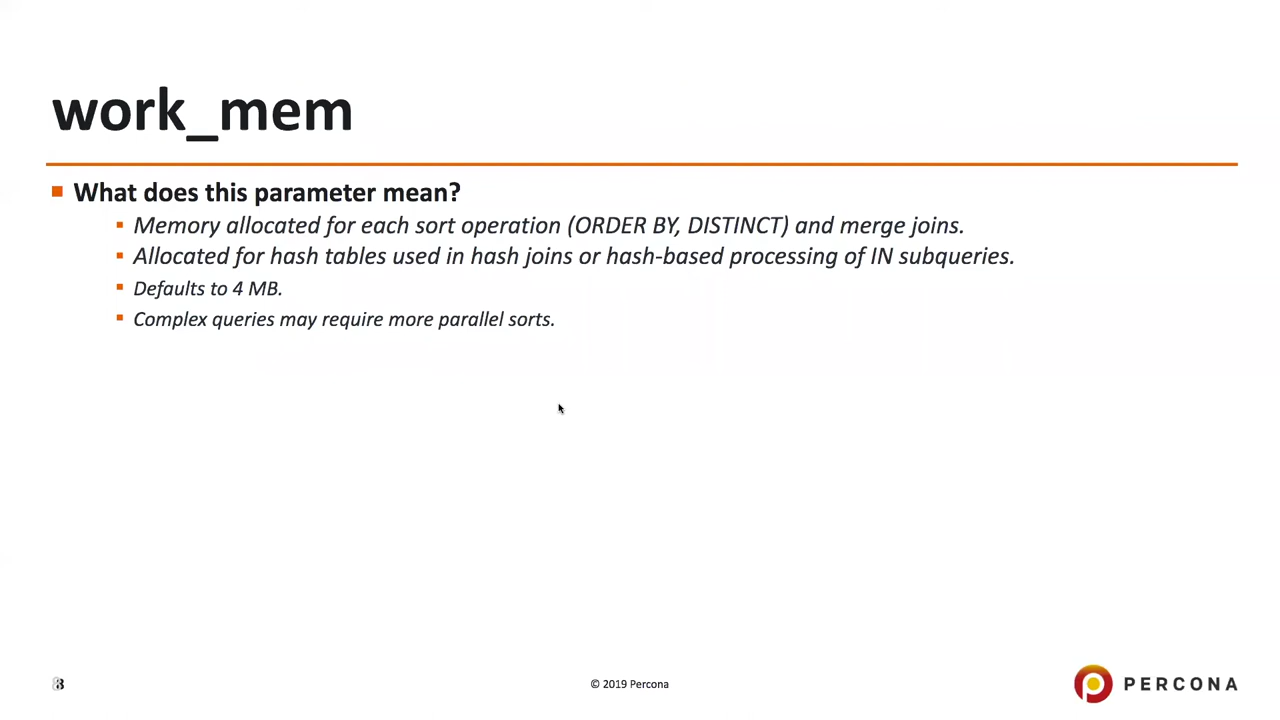 work_mem
What does this parameter mean?
Memory allocated for each sort operation (ORDER BY, DISTINCT) and merge joins.
Allocated for hash tables used in hash joins or hash-based processing of IN subqueries.
Defaults to 4 MB.
Complex queries may require more parallel sorts.
© 2019 Percona
PERCONA